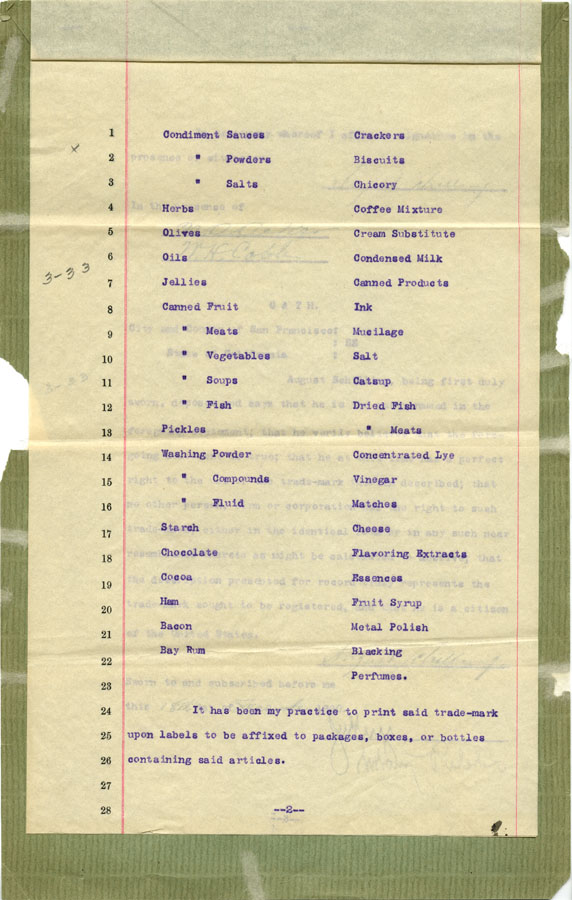 1 Condiment Sauces Crackers
2 " Powders Biscuits
3 " Salts Chicory
4 Herbs Coffee Mixture
5 Olives Cream Substitute
6 Oils Condensed Milk
3-33
7 Jellies Canned Products
8 Canned Fruit Ink
9 " Meats Mucilage
10 " Vegetables Salt
11 " Soups Catsup
12 " Fish Dried Fish
13 Pickles " Meats
14 Washing Powder Concentrated Lye
15 " Compounds Vinegar
16 " Fluid Matches
17 Starch Cheese
18 Chocolate Flavoring Extracts
19 Cocoa Essences
20 Ham Fruit Syrup
21 Bacon Metal Polish
22 Bay Rum Blacking
23 Perfumes.
24 It has been my practice to print said trade-mark
25 upon labels to be affixed to packages, boxes, or bottles
26 containing said articles.
27
28 --2--